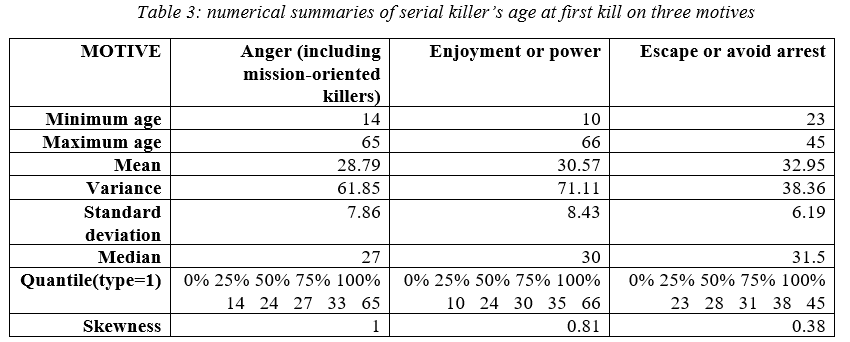 Table 3: numerical summaries of serial killer's age at first kill on three motives
MOTIVE Anger (including mission-oriented killers) Enjoyment or power Escape or avoid arrest
Minimum age 14 10 23
Maximum age 65 66 45
Mean 28.79 30.57 32.95
Variance 61.85 71.11 38.36
Standard deviation 7.86 8.43 6.19
Median 27 30 31.5
Quantile(type=1) 0% 25% 50% 75% 100% 0% 25% 50% 75% 100% 0% 25% 50% 75% 100%
14 24 27 33 65 10 24 30 35 66 23 28 31 38 45
Skewness 1 0.81 0.38